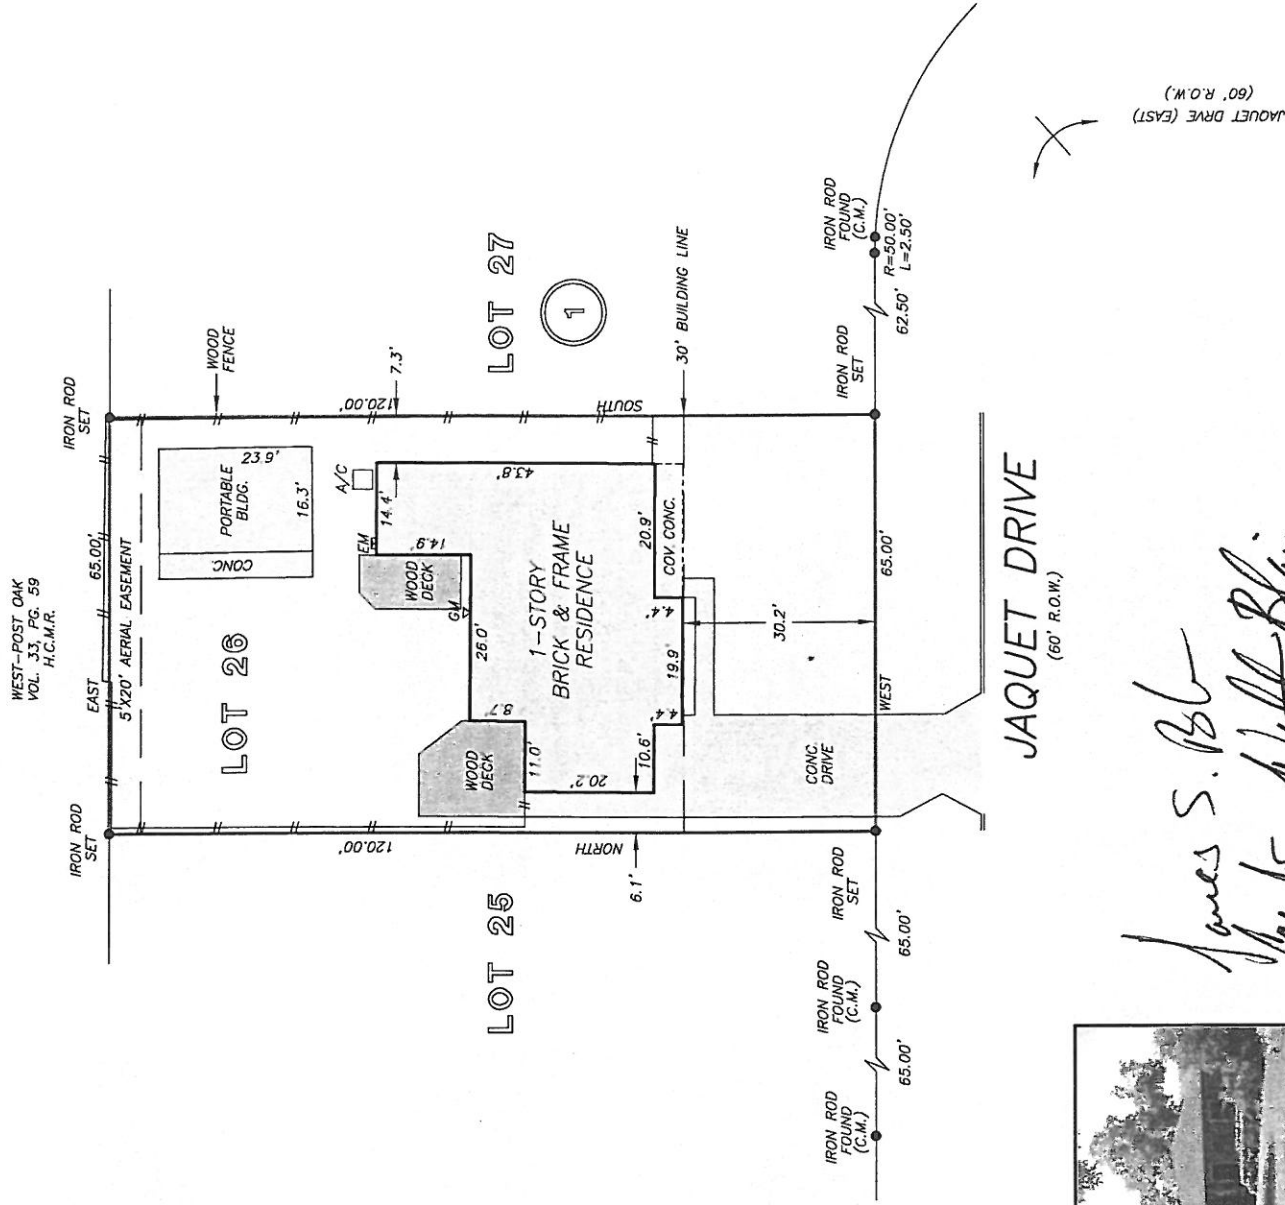 WEST-POST OAK
VOL. 33, PG. 59
H.C.M.R.
IRON ROD
SET
EAST
65.00'
IRON ROD
SET
5'X20' AERIAL EASEMENT
WOOD
FENCE
LOT 26
CONC.
PORTABLE
BLDG.
23.9'
16.3'
A/C
EM
14.4'
7.3'
120.00'
120.00'
WOOD
DECK
14.9'
GM
WOOD
DECK
26.0'
8.7'
11.0'
43.8'
1-STORY
BRICK & FRAME
RESIDENCE
LOT 25
LOT 27
1
20.2'
10.6'
20.9'
NORTH
SOUTH
6.1'
4.4'
19.9'
4.4'
COV. CONC.
30' BUILDING LINE
30.2'
CONC.
DRIVE
WEST
65.00'
IRON ROD
FOUND
(C.M.)
65.00'
IRON ROD
FOUND
(C.M.)
65.00'
IRON ROD
SET
IRON ROD
SET
62.50'
IRON ROD
FOUND
(C.M.)
R=50.00'
L=2.50'
JAQUET DRIVE
(60' R.O.W.)
JAQUET DRVE (EAST)
(60' R.O.W.)
James S.